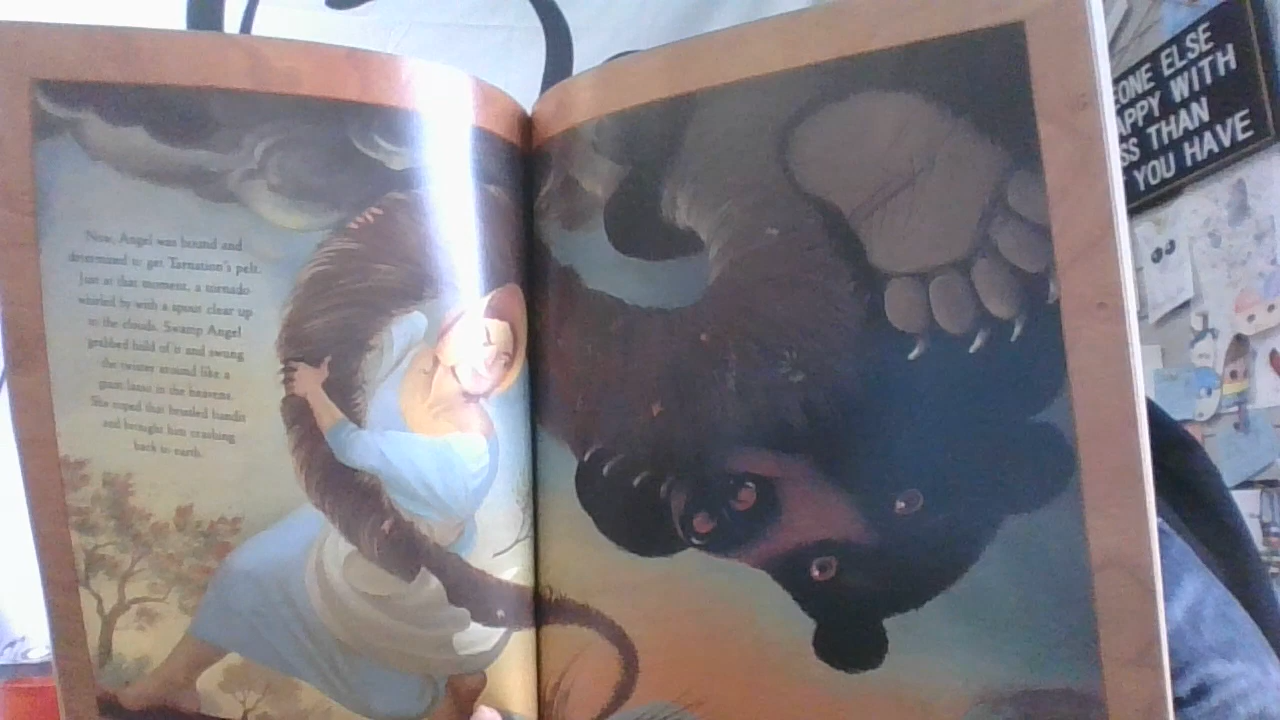 Now, Angel was bound and
determined to get Tarnation's pelt.
Just at that moment, a tornado
whirled by with a spout clear up
to the clouds. Swamp Angel
grabbed hold of it and swung
the twister around like a
giant lasso in the heavens.
She roped that bruised bandit
and brought him crashing
back to earth.
EONE ELSE
APPY WITH
SS THAN
YOU HAVE